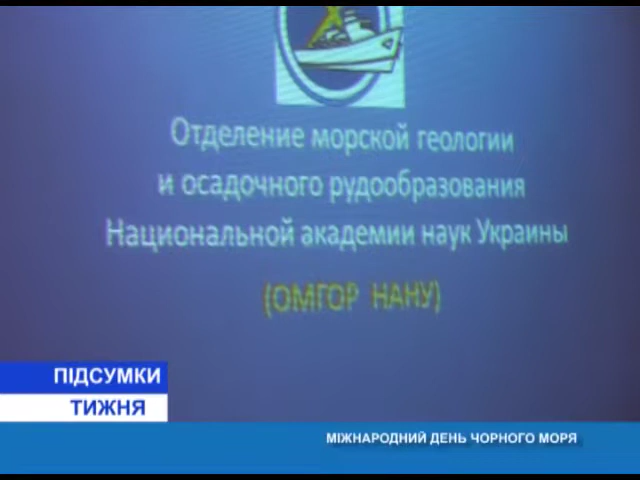 Отделение морской геологии
и осадочного рудообразования
Национальной академии наук Украины
(ОМГОР НАНУ)
ПІДСУМКИ
ТИЖНЯ
МІЖНАРОДНИЙ ДЕНЬ ЧОРНОГО МОРЯ